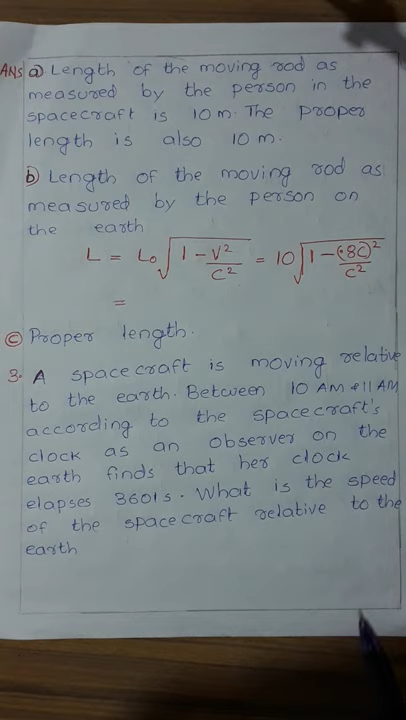 ANS a) Length of the moving rod as
measured by the person in the
spacecraft is 10 m. The proper
length is also 10 m.
b) Length of the moving rod as
measured by the person on
the earth
L = L₀√(1 - V²/C²) = 10√(1 - (.8C)²/C²)
=
c) Proper length.
3. A spacecraft is moving relative
to the earth. Between 10 AM & 11 AM
according to the spacecraft's
clock as an observer on the
earth finds that her clock
elapses 3601s. What is the speed
of the spacecraft relative to the
earth